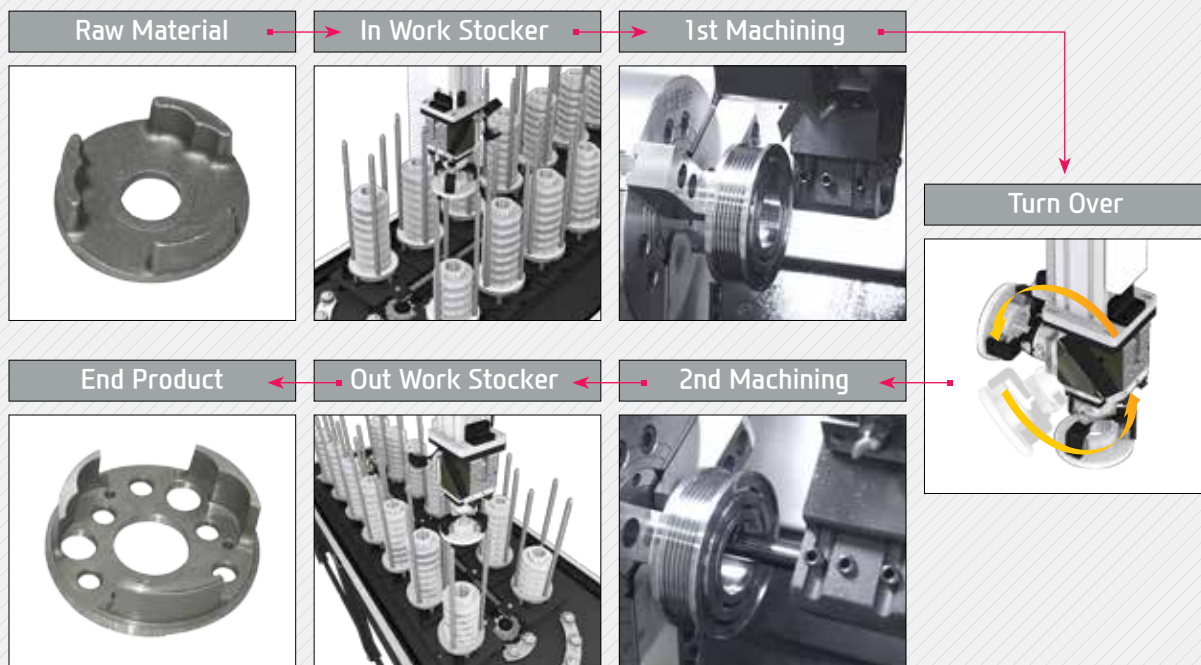 Raw Material
In Work Stocker
1st Machining
Turn Over
2nd Machining
Out Work Stocker
End Product